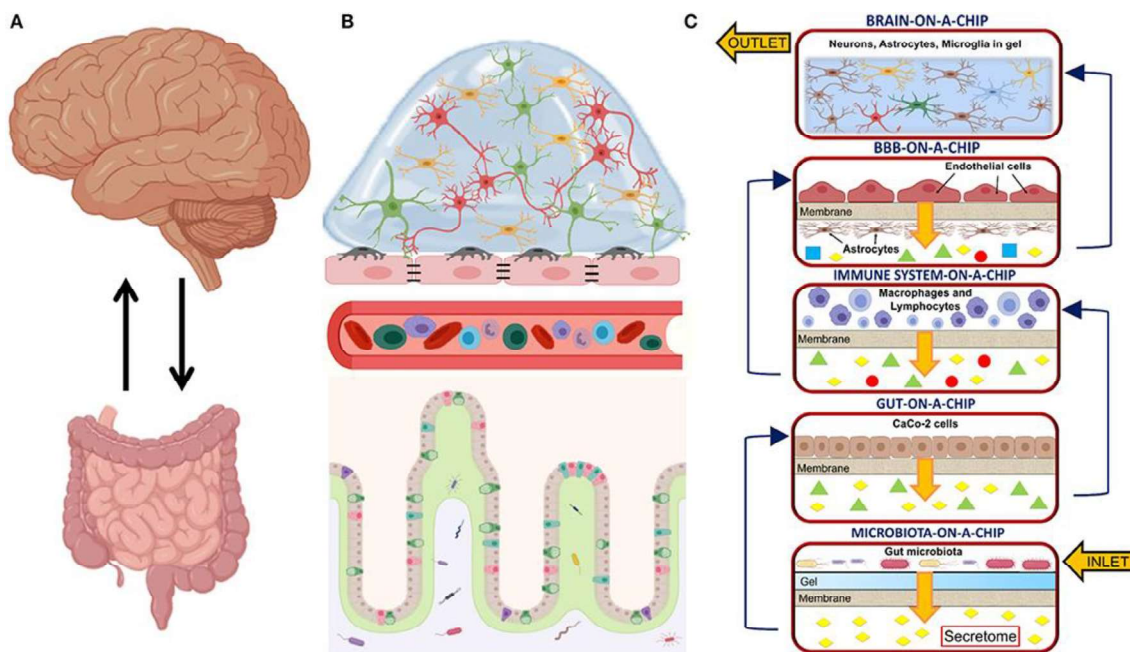 A
B
C
BRAIN-ON-A-CHIP
OUTLET
Neurons, Astrocytes, Microglia in gel
BBB-ON-A-CHIP
Endothelial cells
Membrane
Astrocytes
IMMUNE SYSTEM-ON-A-CHIP
Macrophages and
Lymphocytes
Membrane
GUT-ON-A-CHIP
CaCo-2 cells
Membrane
MICROBIOTA-ON-A-CHIP
Gut microbiota
INLET
Gel
Membrane
Secretome